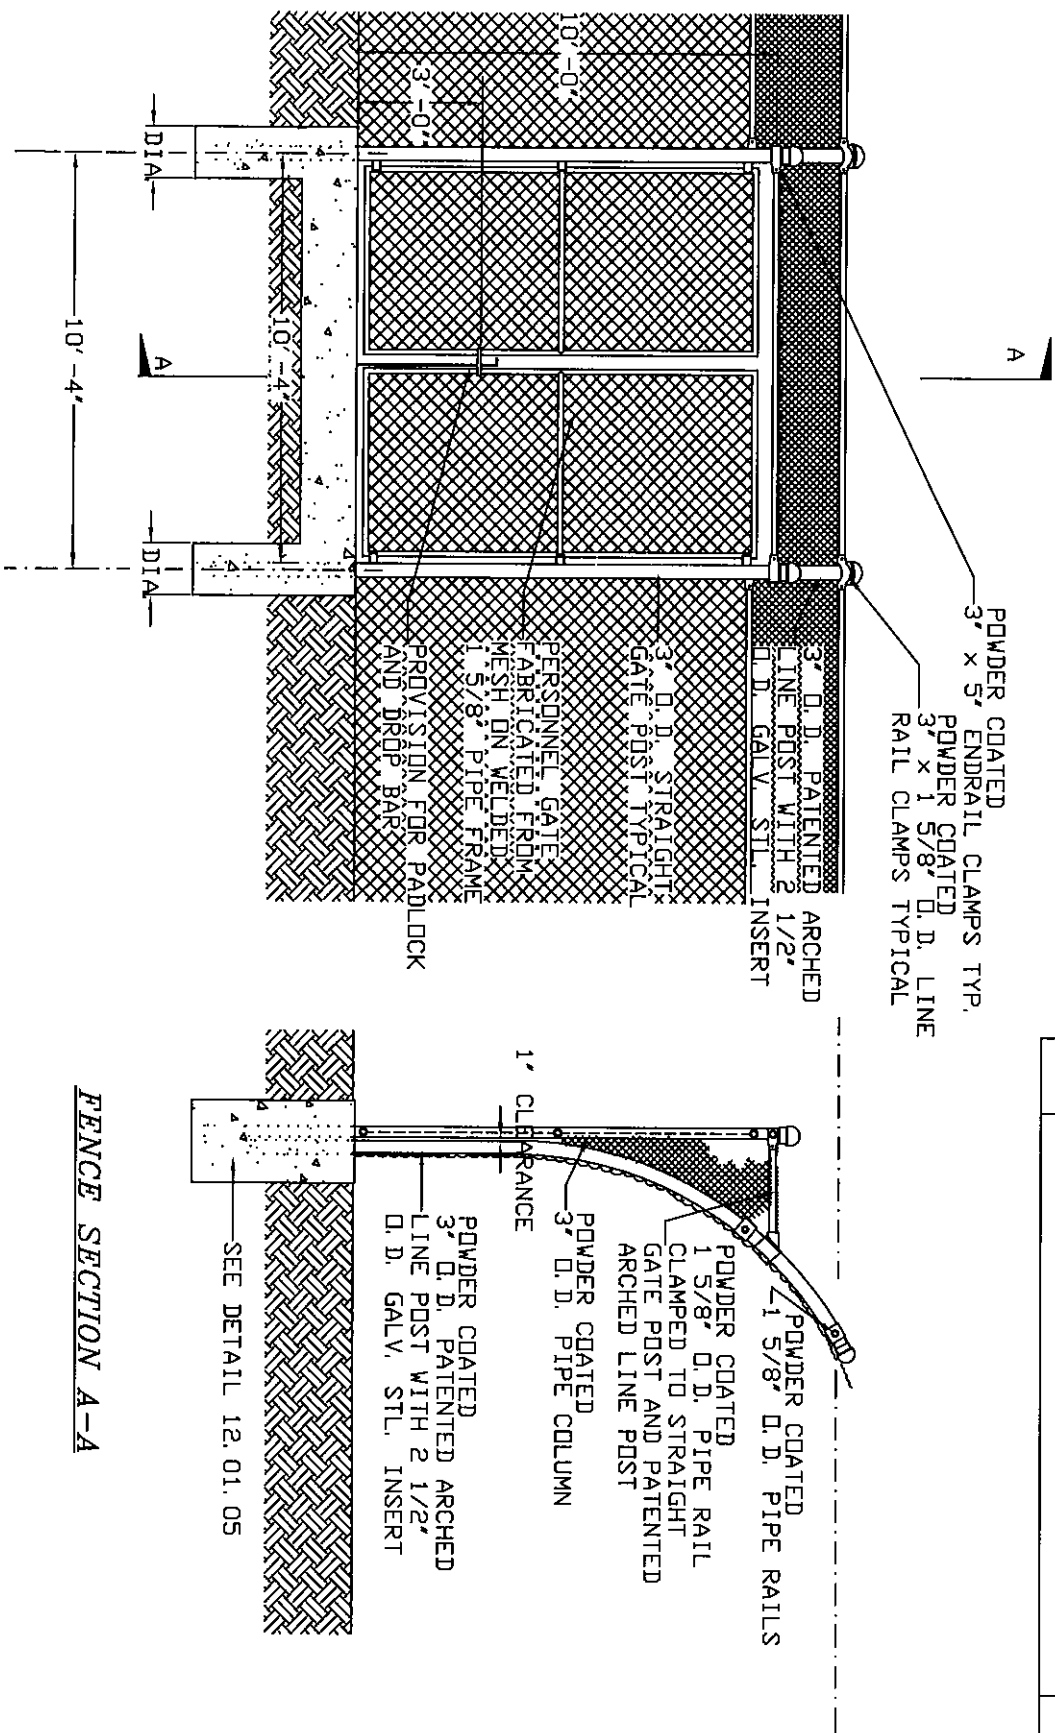 POWDER COATED
3" x 5" ENDRAIL CLAMPS TYP.
POWDER COATED
3" x 1 5/8" O.D. LINE
RAIL CLAMPS TYPICAL
3" O.D. PATENTED ARCHED
LINE POST WITH 2 1/2"
O.D. GALV. STL. INSERT
3" O.D. STRAIGHT
GATE POST TYPICAL
PERSONNEL GATE
FABRICATED FROM
MESH ON WELDED
1 5/8" PIPE FRAME
PROVISION FOR PADLOCK
AND DROP BAR
10'-0"
3'-0"
A
A
DIA
DIA
10'-4"
10'-4"
POWDER COATED
1 5/8" O.D. PIPE RAILS
POWDER COATED
1 5/8" O.D. PIPE RAIL
CLAMPED TO STRAIGHT
GATE POST AND PATENTED
ARCHED LINE POST
POWDER COATED
3" O.D. PIPE COLUMN
1" CLEARANCE
POWDER COATED
3" O.D. PATENTED ARCHED
LINE POST WITH 2 1/2"
O.D. GALV. STL. INSERT
SEE DETAIL 12.01.05
FENCE SECTION A-A